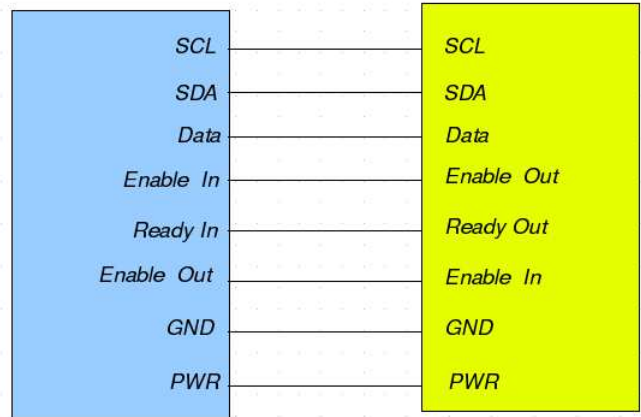 SCL SCL
SDA SDA
Data Data
Enable In Enable Out
Ready In Ready Out
Enable Out Enable In
GND GND
PWR PWR